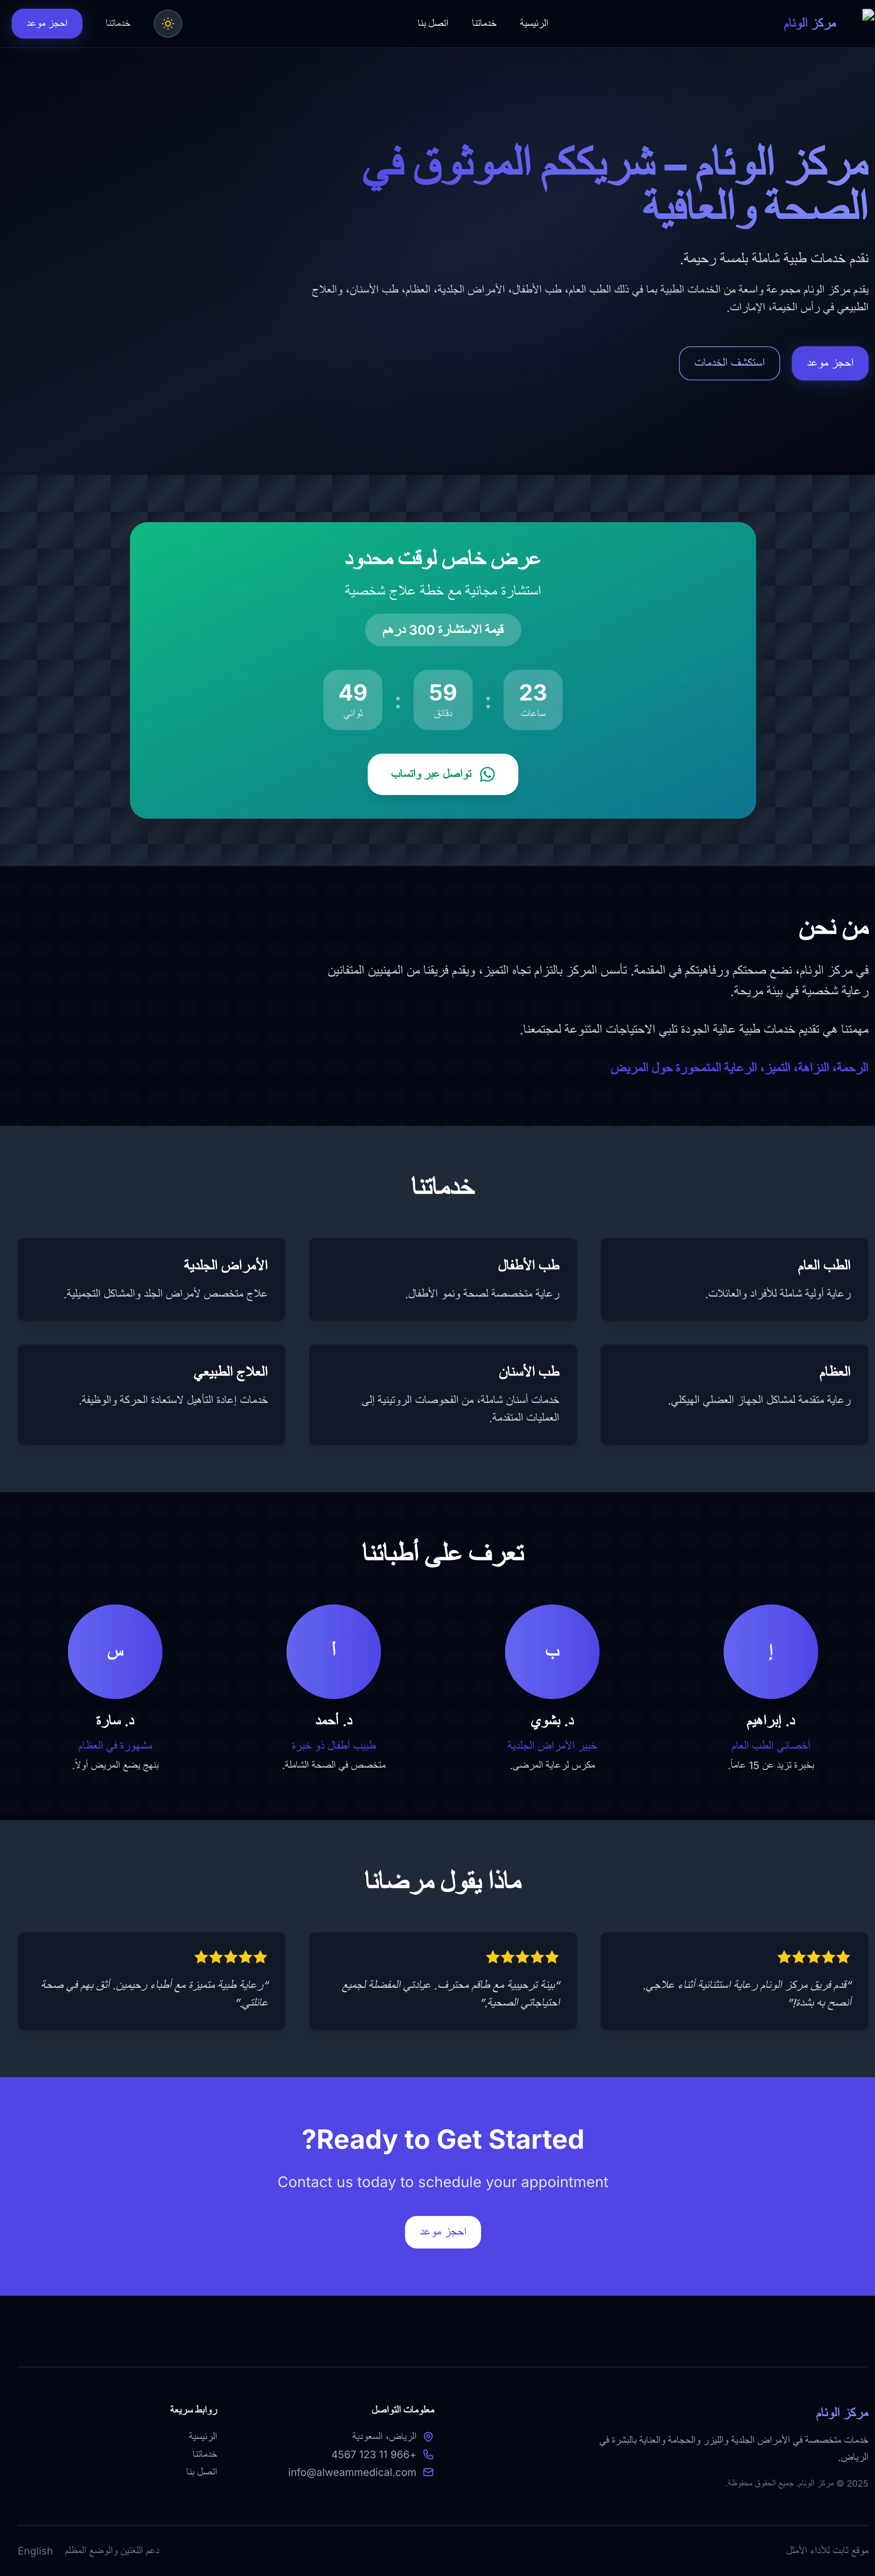 مركز الوئام
الرئيسية
خدماتنا
اتصل بنا
خدماتنا
احجز موعد
مركز الوئام – شريككم الموثوق في
الصحة والعافية
نقدم خدمات طبية شاملة بلمسة رحيمة.
يقدم مركز الوئام مجموعة واسعة من الخدمات الطبية بما في ذلك الطب العام، طب الأطفال، الأمراض الجلدية، العظام، طب الأسنان، والعلاج
الطبيعي في رأس الخيمة، الإمارات.
احجز موعد
استكشف الخدمات
عرض خاص لوقت محدود
استشارة مجانية مع خطة علاج شخصية
قيمة الاستشارة 300 درهم
23 : 59 : 49
ساعات دقائق ثواني
تواصل عبر واتساب
من نحن
في مركز الوئام، نضع صحتكم ورفاهيتكم في المقدمة. تأسس المركز بالتزام تجاه التميز، ويقدم فريقنا من المهنيين المتفانين
رعاية شخصية في بيئة مريحة.
مهمتنا هي تقديم خدمات طبية عالية الجودة تلبي الاحتياجات المتنوعة لمجتمعنا.
الرحمة، النزاهة، التميز، الرعاية المتمحورة حول المريض
خدماتنا
الطب العام
رعاية أولية شاملة للأفراد والعائلات.
طب الأطفال
رعاية متخصصة لصحة ونمو الأطفال.
الأمراض الجلدية
علاج متخصص لأمراض الجلد والمشاكل التجميلية.
العظام
رعاية متقدمة لمشاكل الجهاز العضلي الهيكلي.
طب الأسنان
خدمات أسنان شاملة، من الفحوصات الروتينية إلى
العمليات المتقدمة.
العلاج الطبيعي
خدمات إعادة التأهيل لاستعادة الحركة والوظيفة.
تعرف على أطبائنا
إ
د. إبراهيم
أخصائي الطب العام
بخبرة تزيد عن 15 عاماً.
ب
د. بشوي
خبير الأمراض الجلدية
مكرس لرعاية المرضى.
أ
د. أحمد
طبيب أطفال ذو خبرة
متخصص في الصحة الشاملة.
س
د. سارة
مشهورة في العظام
بنهج يضع المريض أولاً.
ماذا يقول مرضانا
"قدم فريق مركز الوئام رعاية استثنائية أثناء علاجي.
أنصح به بشدة!"
"بيئة ترحيبية مع طاقم محترف. عيادتي المفضلة لجميع
احتياجاتي الصحية."
"رعاية طبية متميزة مع أطباء رحيمين. أثق بهم في صحة
عائلتي."
?Ready to Get Started
Contact us today to schedule your appointment
احجز موعد
مركز الوئام
خدمات متخصصة في الأمراض الجلدية والليزر والحجامة والعناية بالبشرة في
الرياض.
2025 © مركز الوئام. جميع الحقوق محفوظة.
معلومات التواصل
الرياض، السعودية
+966 11 123 4567
info@alweammedical.com
روابط سريعة
الرئيسية
خدماتنا
اتصل بنا
موقع ثابت للأداء الأمثل
دعم اللغتين والوضع المظلم
English